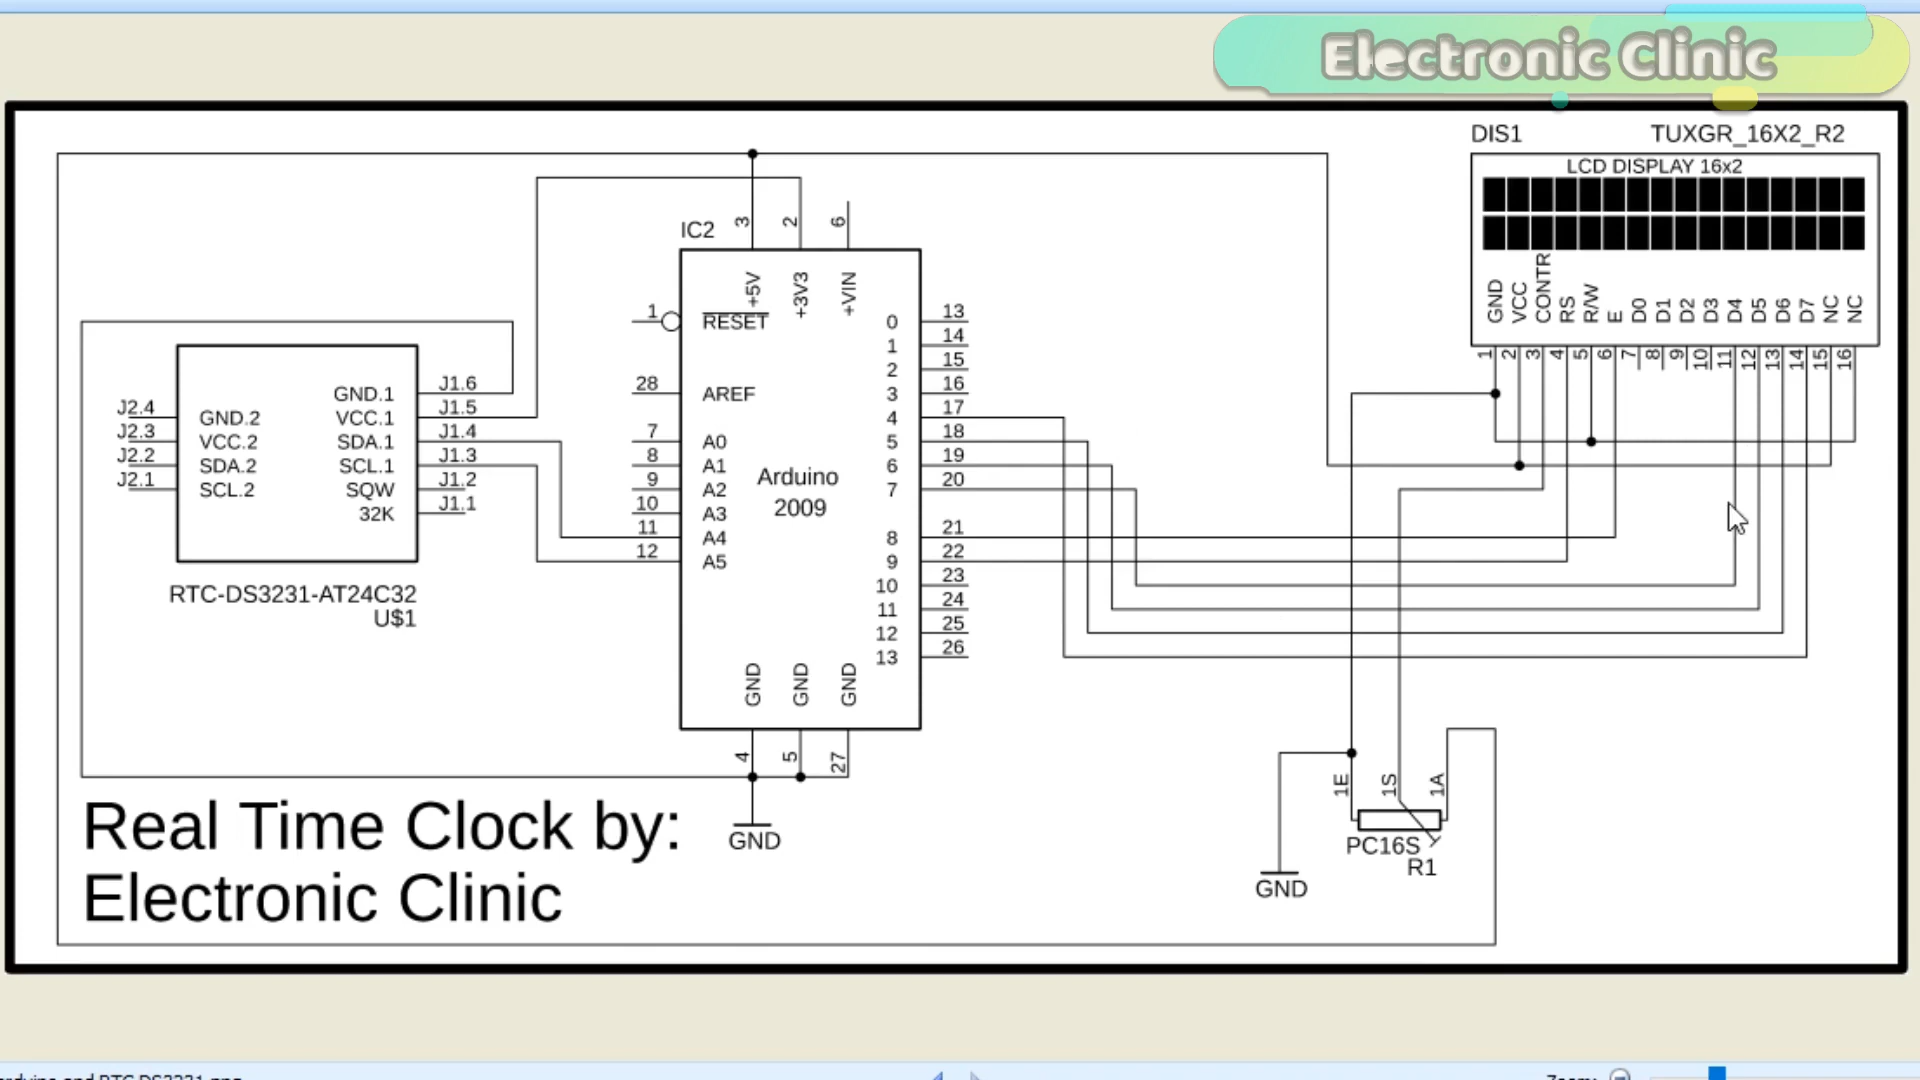 Electronic Clinic
DIS1 TUXGR_16X2_R2
LCD DISPLAY 16x2
GND VCC CONTR RS R/W E D0 D1 D2 D3 D4 D5 D6 D7 NC NC
1 2 3 4 5 6 7 8 9 10 11 12 13 14 15 16
IC2
3 2 6
+5V +3V3 +VIN
1 RESET
28 AREF
7 A0
8 A1
9 A2
10 A3
11 A4
12 A5
Arduino
2009
0 13
1 14
2 15
3 16
4 17
5 18
6 19
7 20
8 21
9 22
10 23
11 24
12 25
13 26
GND GND GND
4 5 27
GND
J2.4 GND.2
J2.3 VCC.2
J2.2 SDA.2
J2.1 SCL.2
GND.1 J1.6
VCC.1 J1.5
SDA.1 J1.4
SCL.1 J1.3
SQW J1.2
32K J1.1
RTC-DS3231-AT24C32
U$1
1E 1S 1A
PC16S
R1
GND
Real Time Clock by:
Electronic Clinic